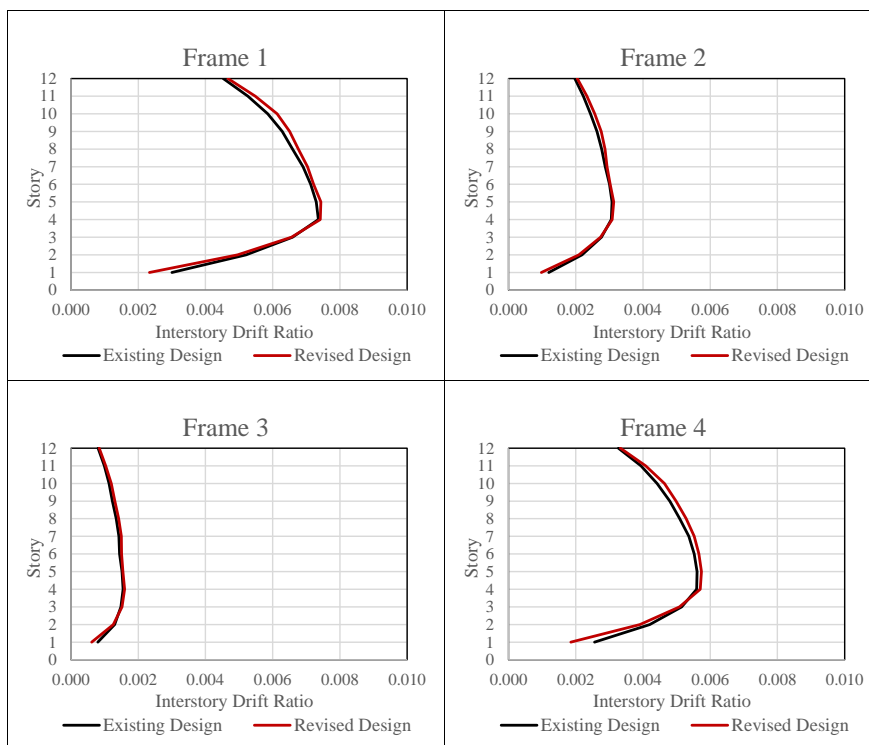 Frame 1
12
11
10
9
8
7
6
5
4
3
2
1
0
Story
0.000 0.002 0.004 0.006 0.008 0.010
Interstory Drift Ratio
Existing Design Revised Design
Frame 2
12
11
10
9
8
7
6
5
4
3
2
1
0
Story
0.000 0.002 0.004 0.006 0.008 0.010
Interstory Drift Ratio
Existing Design Revised Design
Frame 3
12
11
10
9
8
7
6
5
4
3
2
1
0
Story
0.000 0.002 0.004 0.006 0.008 0.010
Interstory Drift Ratio
Existing Design Revised Design
Frame 4
12
11
10
9
8
7
6
5
4
3
2
1
0
Story
0.000 0.002 0.004 0.006 0.008 0.010
Interstory Drift Ratio
Existing Design Revised Design